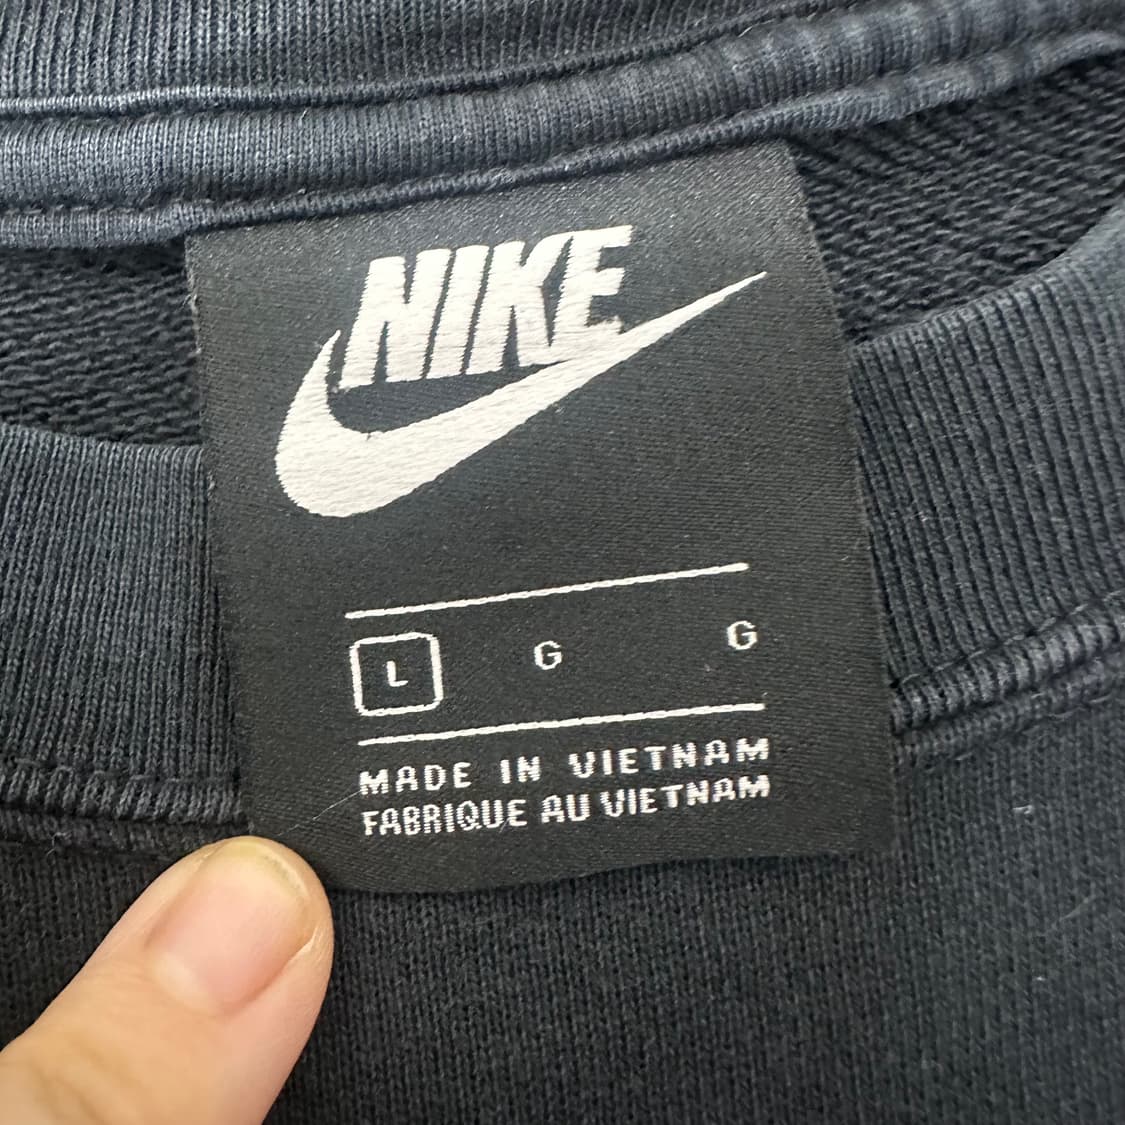 NIKE
L G G
MADE IN VIETNAM
FABRIQUE AU VIETNAM